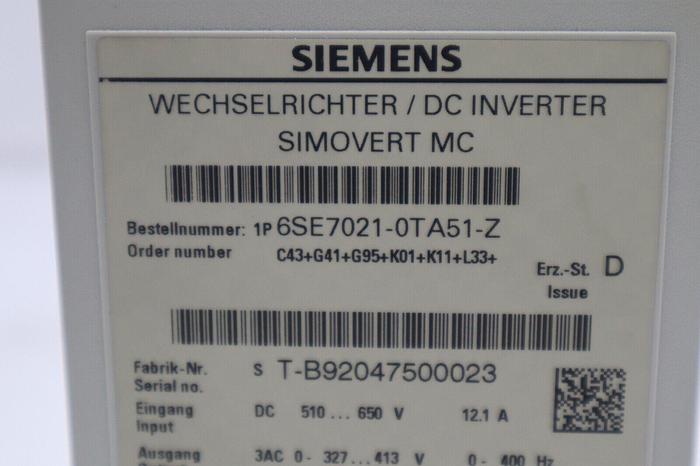 SIEMENS
WECHSELRICHTER / DC INVERTER
SIMOVERT MC
Bestellnummer: 1P 6SE7021-0TA51-Z
Order number C43+G41+G95+K01+K11+L33+
Erz.-St. D
Issue
Fabrik-Nr. S T-B92047500023
Serial no.
Eingang DC 510 ... 650 V 12.1 A
Input
Ausgang 3AC 0 - 327...413 V 0 - 400 Hz